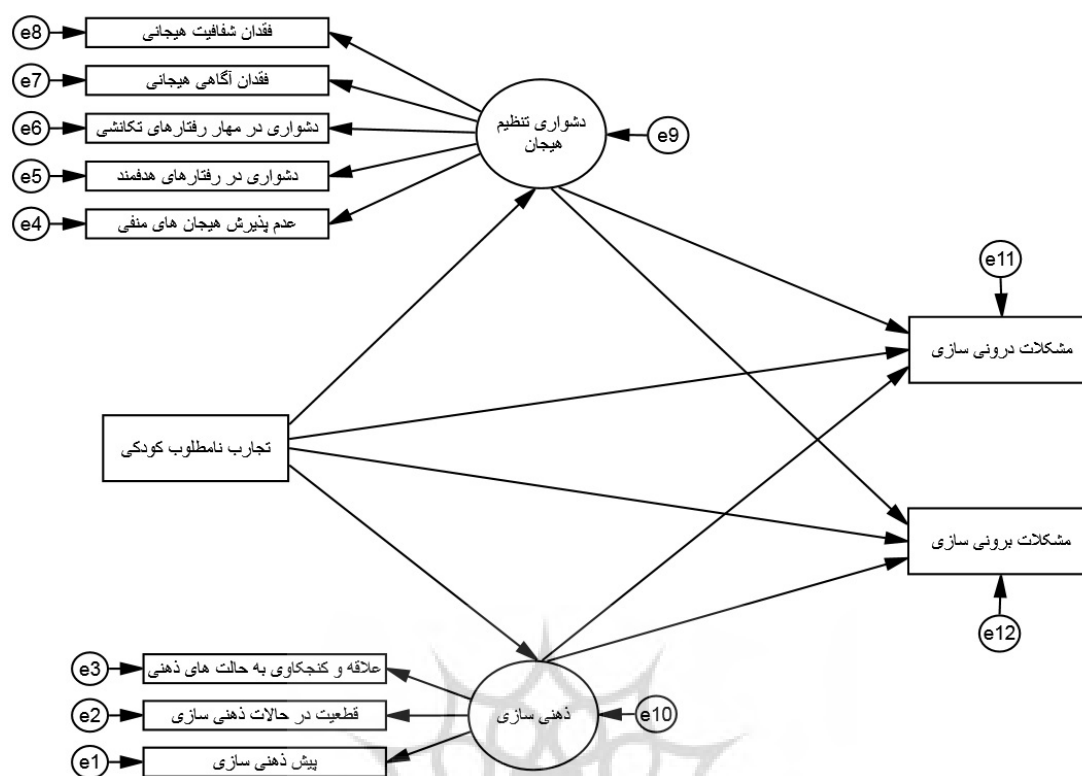 e8
فقدان شفافیت هیجانی
e7
فقدان آگاهی هیجانی
e6
دشواری در مهار رفتارهای تکانشی
e5
دشواری در رفتارهای هدفمند
e4
عدم پذیرش هیجان های منفی
دشواری تنظیم
هیجان
e9
e11
مشکلات درونی سازی
تجارب نامطلوب کودکی
مشکلات برونی سازی
e12
e3
علاقه و کنجکاوی به حالت های ذهنی
e2
قطعیت در حالات ذهنی سازی
e1
پیش ذهنی سازی
ذهنی سازی
e10